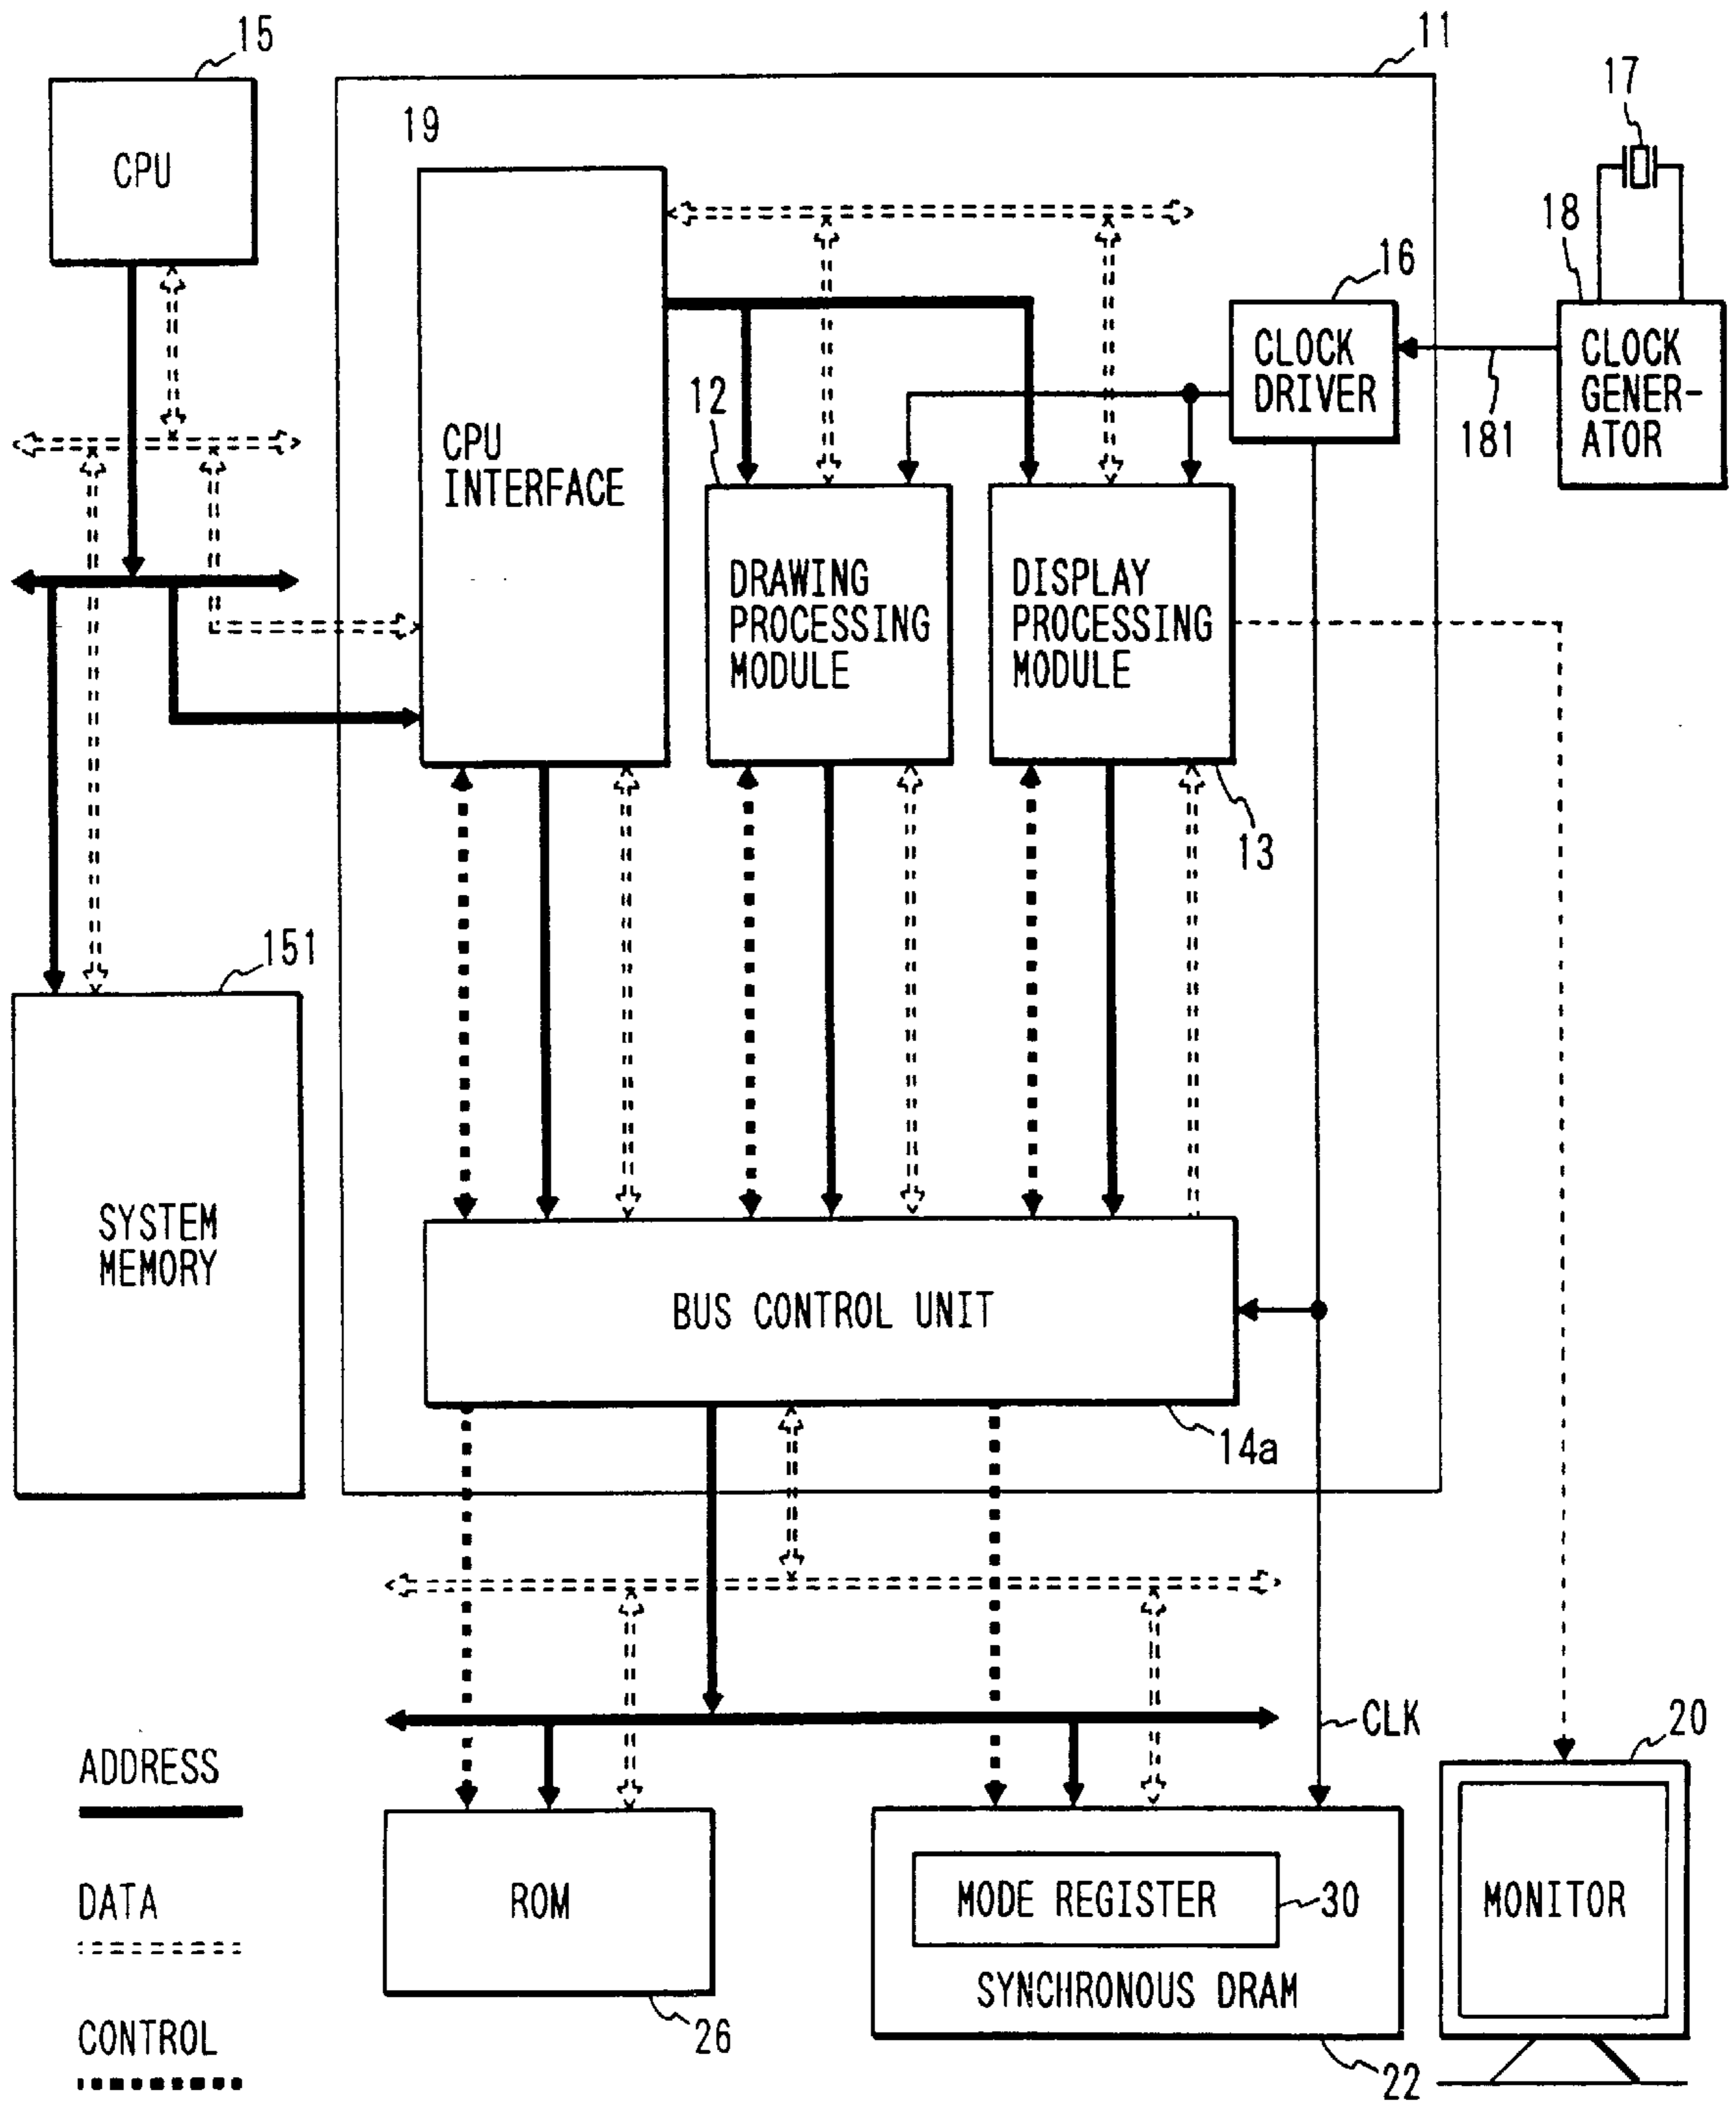 15
11
17
19
CPU
18
16
CLOCK
DRIVER
CLOCK
GENER-
ATOR
12
181
CPU
INTERFACE
DRAWING
PROCESSING
MODULE
DISPLAY
PROCESSING
MODULE
13
151
SYSTEM
MEMORY
BUS CONTROL UNIT
14a
CLK
20
ADDRESS
DATA
CONTROL
ROM
26
MODE REGISTER
30
SYNCHRONOUS DRAM
22
MONITOR